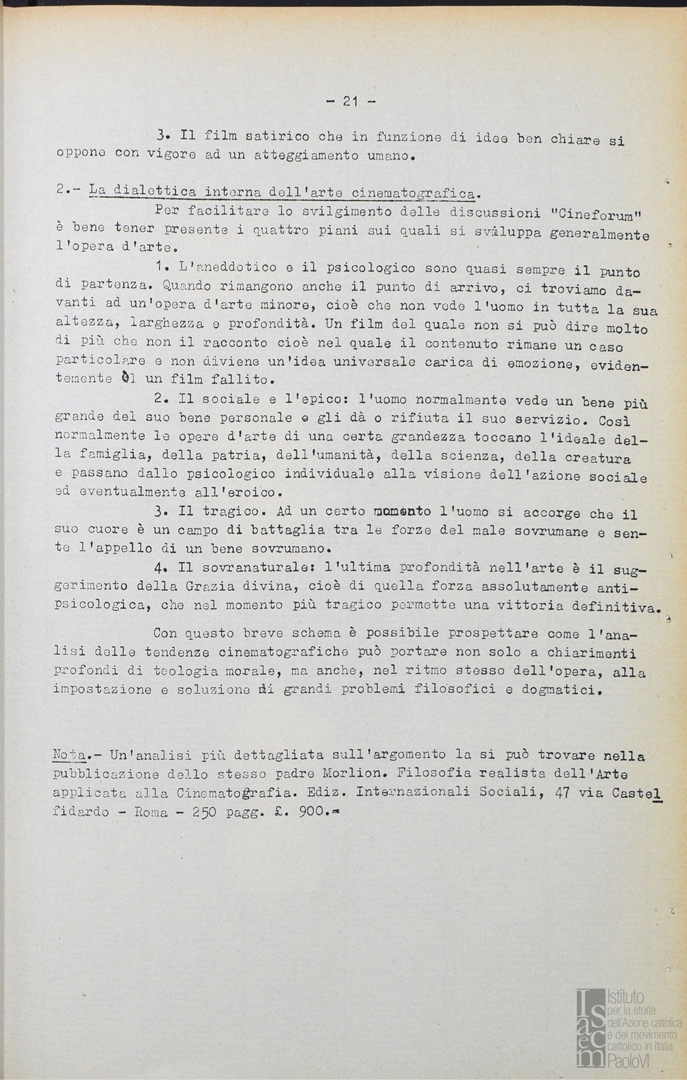 - 21 -
3. Il film satirico che in funzione di idee ben chiare si
oppone con vigore ad un atteggiamento umano.
2.- La dialettica interna dell'arte cinematografica.
Per facilitare lo svilgimento delle discussioni "Cineforum"
è bene tener presente i quattro piani sui quali si sviluppa generalmente
l'opera d'arte.
1. L'aneddotico e il psicologico sono quasi sempre il punto
di partenza. Quando rimangono anche il punto di arrivo, ci troviamo da-
vanti ad un'opera d'arte minore, cioè che non vede l'uomo in tutta la sua
altezza, larghezza e profondità. Un film del quale non si può dire molto
di più che non il racconto cioè nel quale il contenuto rimane un caso
particolare e non diviene un'idea universale carica di emozione, eviden-
temente è un film fallito.
2. Il sociale e l'epico: l'uomo normalmente vede un bene più
grande del suo bene personale e gli dà o rifiuta il suo servizio. Così
normalmente le opere d'arte di una certa grandezza toccano l'ideale del-
la famiglia, della patria, dell'umanità, della scienza, della creatura
e passano dallo psicologico individuale alla visione dell'azione sociale
ed eventualmente all'eroico.
3. Il tragico. Ad un certo momento l'uomo si accorge che il
suo cuore è un campo di battaglia tra le forze del male sovrumane e sen-
te l'appello di un bene sovrumano.
4. Il sovranaturale: l'ultima profondità nell'arte è il sug-
gerimento della Grazia divina, cioè di quella forza assolutamente anti-
psicologica, che nel momento più tragico permette una vittoria definitiva.
Con questo breve schema è possibile prospettare come l'ana-
lisi delle tendenze cinematografiche può portare non solo a chiarimenti
profondi di teologia morale, ma anche, nel ritmo stesso dell'opera, alla
impostazione e soluzione di grandi problemi filosofici e dogmatici.
Nota.- Un'analisi più dettagliata sull'argomento la si può trovare nella
pubblicazione dello stesso padre Morlion. Filosofia realista dell'Arte
applicata alla Cinematografia. Ediz. Internazionali Sociali, 47 via Castel
fidardo - Roma - 250 pagg. £. 900.=
Isacem
Istituto
per la storia
dell'Azione cattolica
e del movimento
cattolico in Italia
PaoloVI